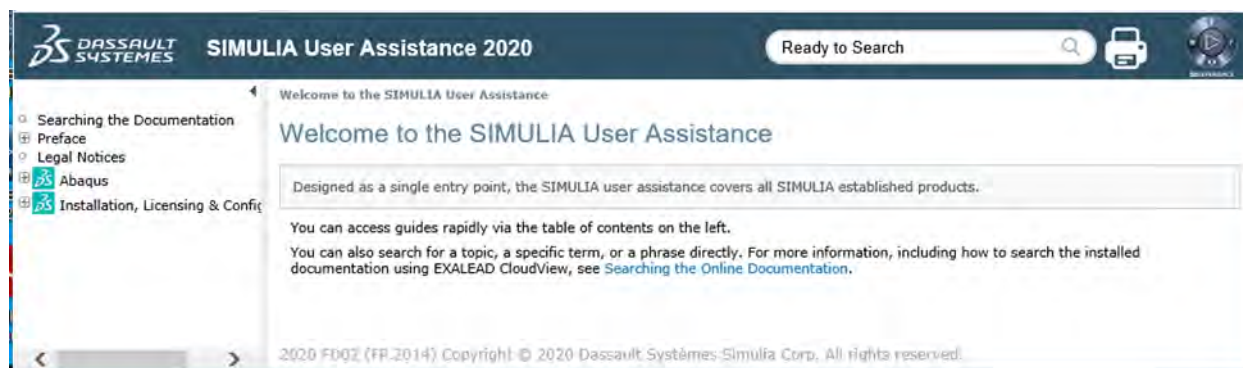 DASSAULT
SYSTEMES
SIMULIA User Assistance 2020
Ready to Search
Searching the Documentation
Preface
Legal Notices
Abaqus
Installation, Licensing & Config
Welcome to the SIMULIA User Assistance
Welcome to the SIMULIA User Assistance
Designed as a single entry point, the SIMULIA user assistance covers all SIMULIA established products.
You can access guides rapidly via the table of contents on the left.
You can also search for a topic, a specific term, or a phrase directly. For more information, including how to search the installed
documentation using EXALEAD CloudView, see Searching the Online Documentation.
2020 FD02 (FP.2014) Copyright © 2020 Dassault Systèmes Simulia Corp. All rights reserved.